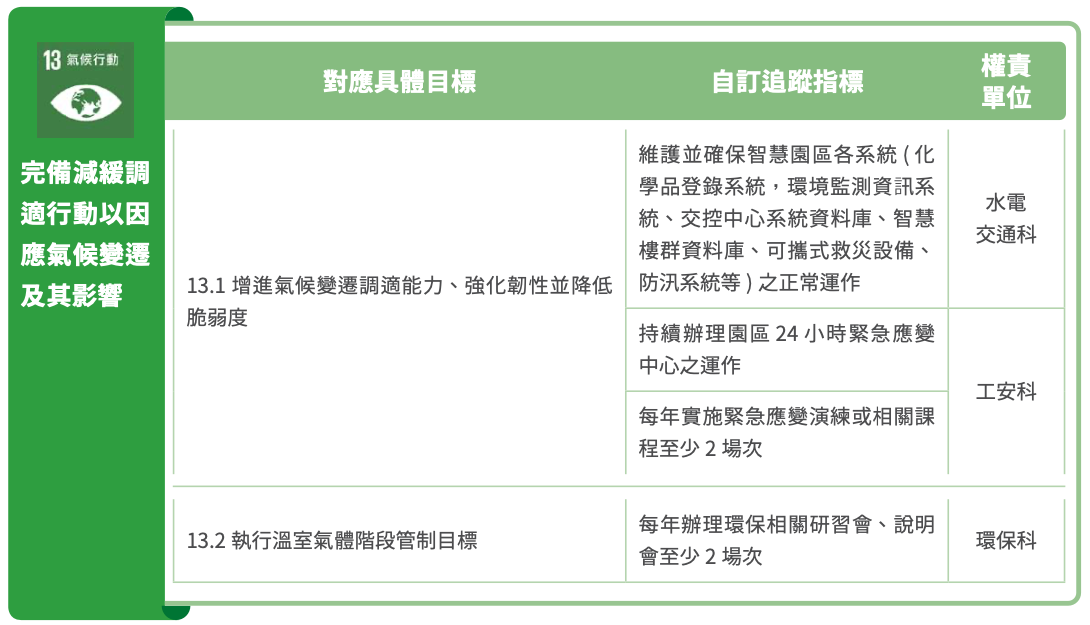 13 氣候行動
完備減緩調
適行動以因
應氣候變遷
及其影響
對應具體目標
自訂追蹤指標
權責
單位
13.1 增進氣候變遷調適能力、強化韌性並降低
脆弱度
維護並確保智慧園區各系統 ( 化
學品登錄系統，環境監測資訊系
統、交控中心系統資料庫、智慧
樓群資料庫、可攜式救災設備、
防汛系統等 ) 之正常運作
水電
交通科
持續辦理園區 24 小時緊急應變
中心之運作
每年實施緊急應變演練或相關課
程至少 2 場次
工安科
13.2 執行溫室氣體階段管制目標
每年辦理環保相關研習會、說明
會至少 2 場次
環保科